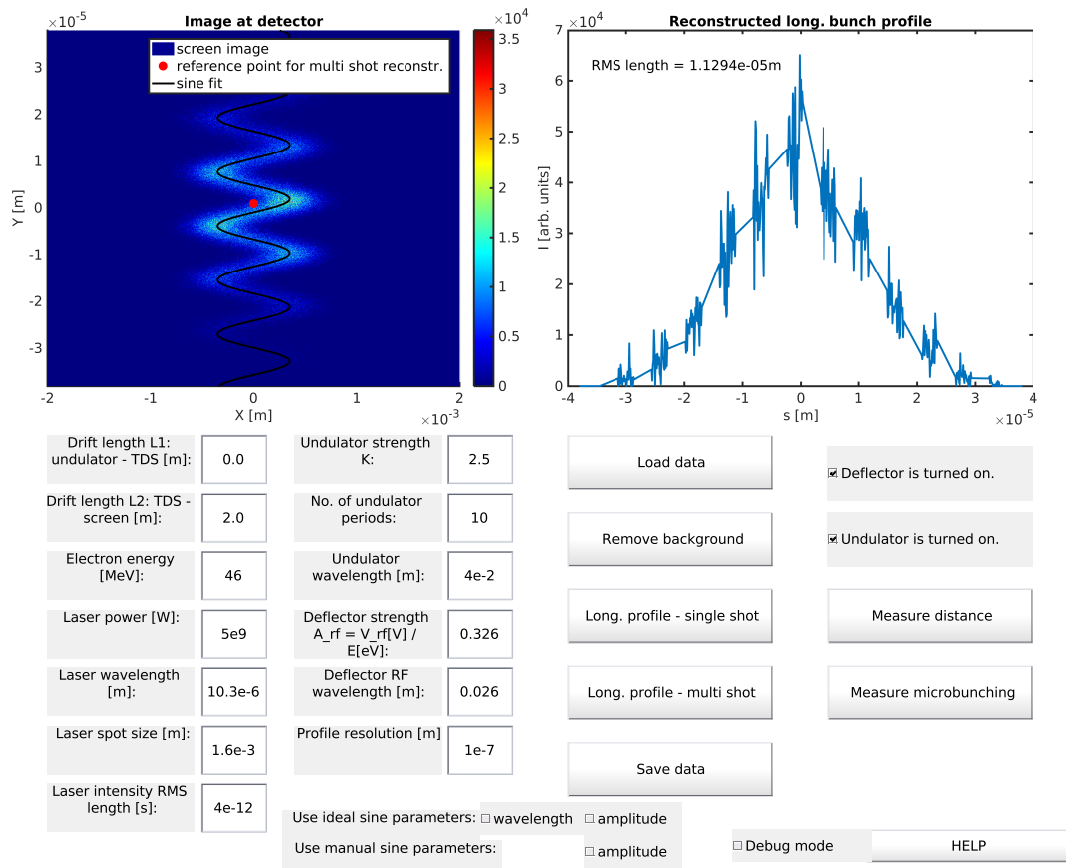 Image at detector
×10^-5
×10^4
screen image
reference point for multi shot reconstr.
sine fit
3
2
1
0
-1
-2
-3
Y [m]
-2
-1
0
1
2
X [m]
×10^-3
3.5
3
2.5
2
1.5
1
0.5
0
Reconstructed long. bunch profile
×10^4
RMS length = 1.1294e-05m
7
6
5
4
3
2
1
0
I [arb. units]
-4
-3
-2
-1
0
1
2
3
4
s [m]
×10^-5
Drift length L1:
undulator - TDS [m]:
0.0
Undulator strength
K:
2.5
Load data
Deflector is turned on.
Drift length L2: TDS -
screen [m]:
2.0
No. of undulator
periods:
10
Remove background
Undulator is turned on.
Electron energy
[MeV]:
46
Undulator
wavelength [m]:
4e-2
Long. profile - single shot
Measure distance
Laser power [W]:
5e9
Deflector strength
A_rf = V_rf[V] /
E[eV]:
0.326
Laser wavelength
[m]:
10.3e-6
Deflector RF
wavelength [m]:
0.026
Long. profile - multi shot
Measure microbunching
Laser spot size [m]:
1.6e-3
Profile resolution [m]
1e-7
Save data
Laser intensity RMS
length [s]:
4e-12
Use ideal sine parameters:
wavelength
amplitude
Use manual sine parameters:
amplitude
Debug mode
HELP